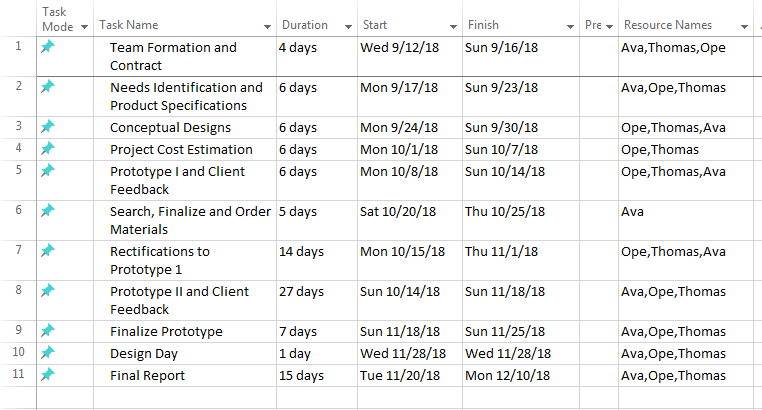 Task Mode Task Name Duration Start Finish Pre Resource Names
1 Team Formation and Contract 4 days Wed 9/12/18 Sun 9/16/18 Ava,Thomas,Ope
2 Needs Identification and Product Specifications 6 days Mon 9/17/18 Sun 9/23/18 Ava,Ope,Thomas
3 Conceptual Designs 6 days Mon 9/24/18 Sun 9/30/18 Ope,Thomas,Ava
4 Project Cost Estimation 6 days Mon 10/1/18 Sun 10/7/18 Ope,Thomas
5 Prototype I and Client Feedback 6 days Mon 10/8/18 Sun 10/14/18 Ope,Thomas,Ava
6 Search, Finalize and Order Materials 5 days Sat 10/20/18 Thu 10/25/18 Ava
7 Rectifications to Prototype 1 14 days Mon 10/15/18 Thu 11/1/18 Ope,Thomas,Ava
8 Prototype II and Client Feedback 27 days Sun 10/14/18 Sun 11/18/18 Ava,Ope,Thomas
9 Finalize Prototype 7 days Sun 11/18/18 Sun 11/25/18 Ava,Ope,Thomas
10 Design Day 1 day Wed 11/28/18 Wed 11/28/18 Ava,Ope,Thomas
11 Final Report 15 days Tue 11/20/18 Mon 12/10/18 Ava,Ope,Thomas